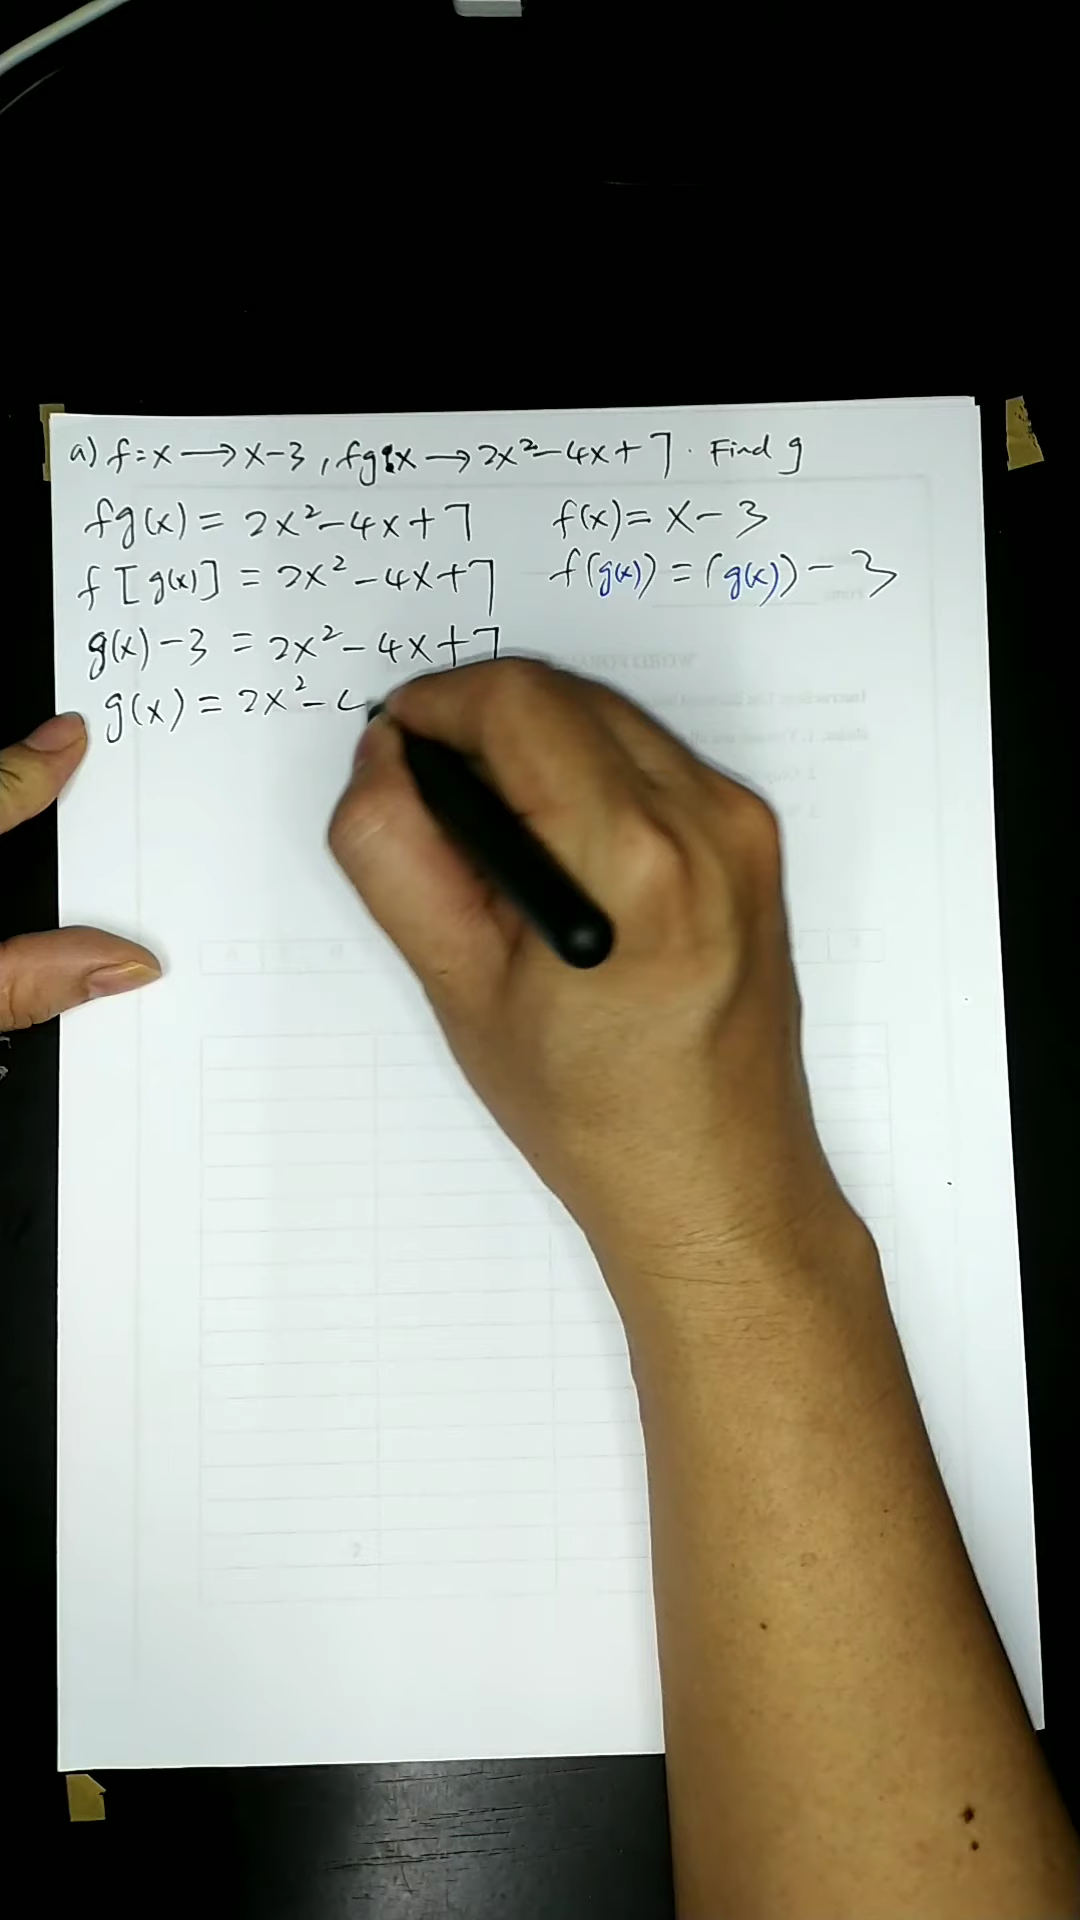 a) f:x → x-3, fg:x → 2x²-4x+7. Find g
fg(x) = 2x²-4x+7
f(x) = x-3
f[g(x)] = 2x²-4x+7
f(g(x)) = (g(x))-3
g(x)-3 = 2x²-4x+7
g(x) = 2x²-